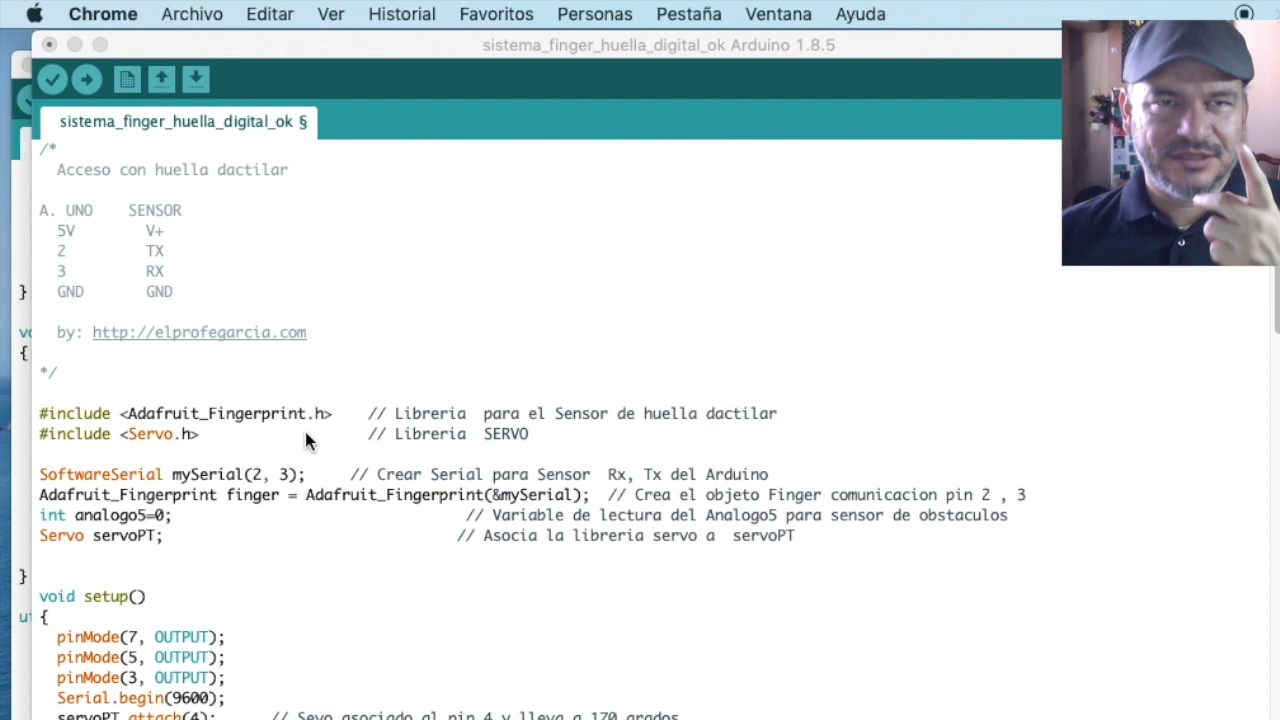 Chrome Archivo Editar Ver Historial Favoritos Personas Pestaña Ventana Ayuda
sistema_finger_huella_digital_ok Arduino 1.8.5
sistema_finger_huella_digital_ok §
/*
Acceso con huella dactilar
A. UNO SENSOR
5V V+
2 TX
3 RX
GND GND
}
by: http://elprofegarcia.com
{
*/
#include <Adafruit_Fingerprint.h> // Libreria para el Sensor de huella dactilar
#include <Servo.h> // Libreria SERVO
SoftwareSerial mySerial(2, 3); // Crear Serial para Sensor Rx, Tx del Arduino
Adafruit_Fingerprint finger = Adafruit_Fingerprint(&mySerial); // Crea el objeto Finger comunicacion pin 2 , 3
int analogo5=0; // Variable de lectura del Analogo5 para sensor de obstaculos
Servo servoPT; // Asocia la libreria servo a servoPT
}
void setup()
{
pinMode(7, OUTPUT);
pinMode(5, OUTPUT);
pinMode(3, OUTPUT);
Serial.begin(9600);
servoPT.attach(4); // Sevo asociado al pin 4 y lleva a 170 grados